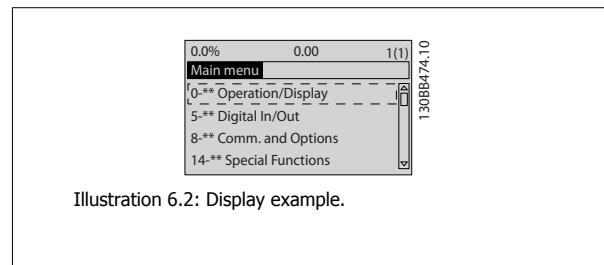 0.0% 0.00 1(1)
Main menu
0-** Operation/Display
5-** Digital In/Out
8-** Comm. and Options
14-** Special Functions
130BB474.10
Illustration 6.2: Display example.